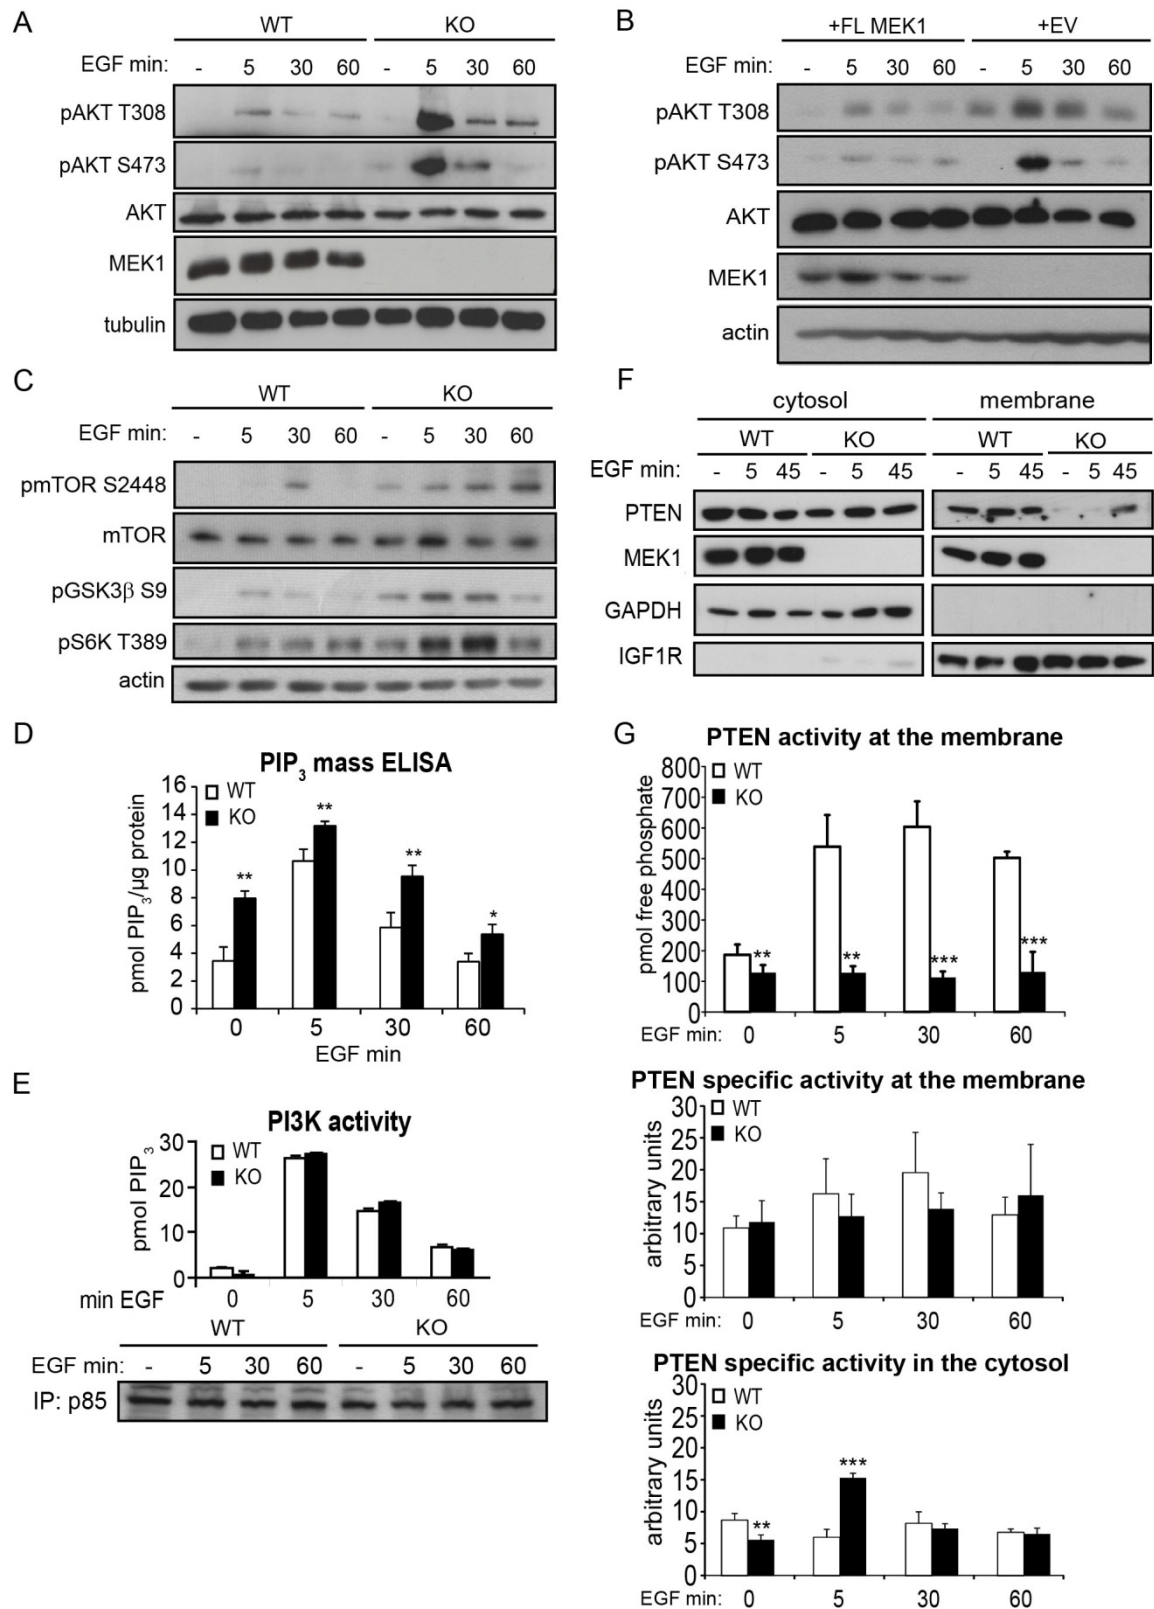 A
WT KO
EGF min: - 5 30 60 - 5 30 60
pAKT T308
pAKT S473
AKT
MEK1
tubulin
B
+FL MEK1 +EV
EGF min: - 5 30 60 - 5 30 60
pAKT T308
pAKT S473
AKT
MEK1
actin
C
WT KO
EGF min: - 5 30 60 - 5 30 60
pmTOR S2448
mTOR
pGSK3β S9
pS6K T389
actin
F
cytosol membrane
WT KO WT KO
EGF min: - 5 45 - 5 45 - 5 45 - 5 45
PTEN
MEK1
GAPDH
IGF1R
D
PIP3 mass ELISA
WT
KO
pmol PIP3/µg protein
16
14
12
10
8
6
4
2
0
** ** ** *
0 5 30 60
EGF min
E
PI3K activity
WT
KO
pmol PIP3
30
20
10
0
min EGF 0 5 30 60
WT KO
EGF min: - 5 30 60 - 5 30 60
IP: p85
G
PTEN activity at the membrane
WT
KO
pmol free phosphate
800
700
600
500
400
300
200
100
0
** ** *** ***
EGF min: 0 5 30 60
PTEN specific activity at the membrane
WT
KO
arbitrary units
30
25
20
15
10
5
0
EGF min: 0 5 30 60
PTEN specific activity in the cytosol
WT
KO
arbitrary units
30
25
20
15
10
5
0
** ***
EGF min: 0 5 30 60